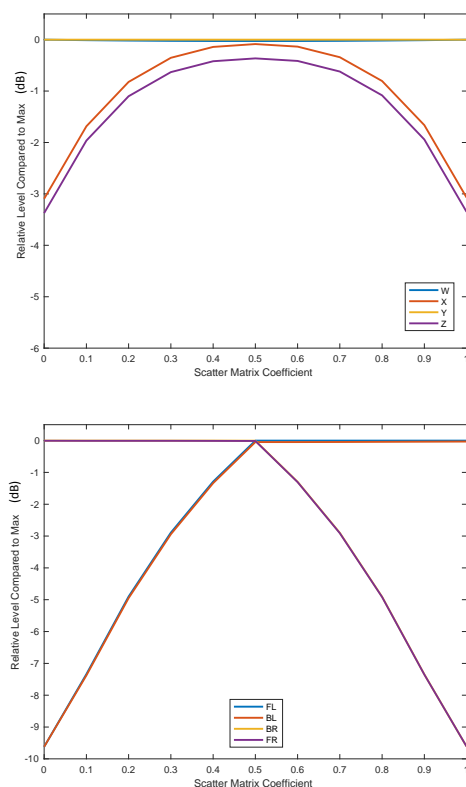 0
-1
-2
-3
-4
-5
-6
Relative Level Compared to Max (dB)
0 0.1 0.2 0.3 0.4 0.5 0.6 0.7 0.8 0.9 1
Scatter Matrix Coefficient
W
X
Y
Z
0
-1
-2
-3
-4
-5
-6
-7
-8
-9
-10
Relative Level Compared to Max (dB)
0 0.1 0.2 0.3 0.4 0.5 0.6 0.7 0.8 0.9 1
Scatter Matrix Coefficient
FL
BL
BR
FR